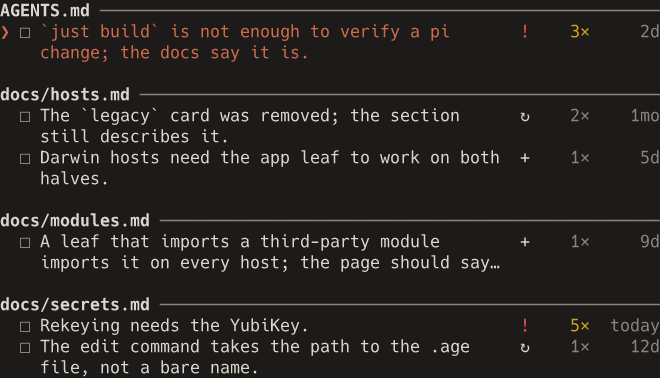 AGENTS.md
❯ □ `just build` is not enough to verify a pi ! 3× 2d
change; the docs say it is.
docs/hosts.md
□ The `legacy` card was removed; the section ↻ 2× 1mo
still describes it.
□ Darwin hosts need the app leaf to work on both + 1× 5d
halves.
docs/modules.md
□ A leaf that imports a third-party module + 1× 9d
imports it on every host; the page should say…
docs/secrets.md
□ Rekeying needs the YubiKey. ! 5× today
□ The edit command takes the path to the .age ↻ 1× 12d
file, not a bare name.